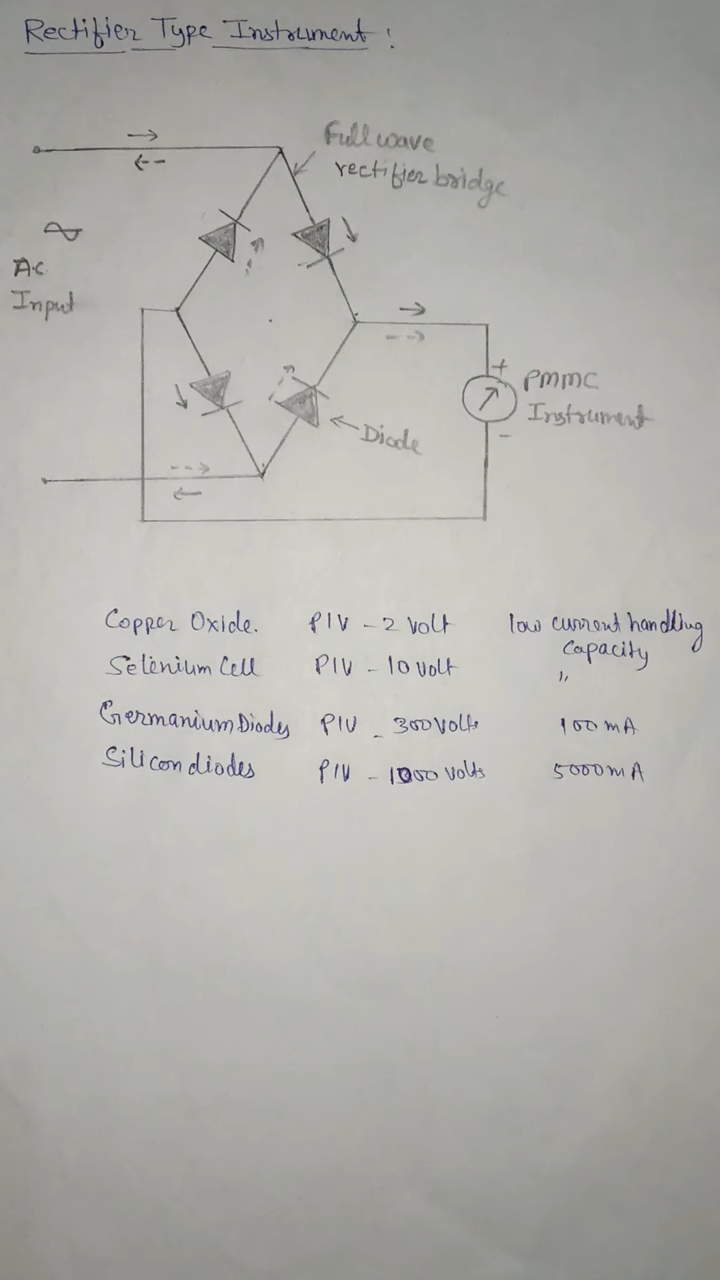 Rectifier Type Instrument :
Full wave
rectifier bridge
A.C.
Input
+
PMMC
Instrument
-
Diode
Copper Oxide. PIV - 2 Volt low current handling
Capacity
Selenium Cell PIV - 10 Volt "
Germanium Diodes PIV - 300 Volts 100 mA
Silicon diodes PIV - 1000 Volts 5000 mA